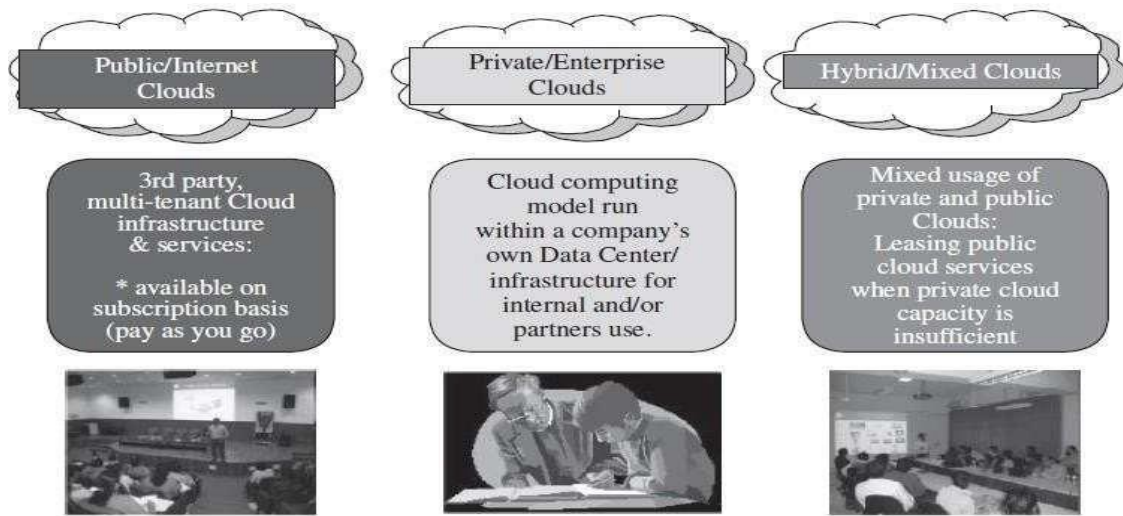 Public/Internet
Clouds
3rd party,
multi-tenant Cloud
infrastructure
& services:
* available on
subscription basis
(pay as you go)
Private/Enterprise
Clouds
Cloud computing
model run
within a company's
own Data Center/
infrastructure for
internal and/or
partners use.
Hybrid/Mixed Clouds
Mixed usage of
private and public
Clouds:
Leasing public
cloud services
when private cloud
capacity is
insufficient